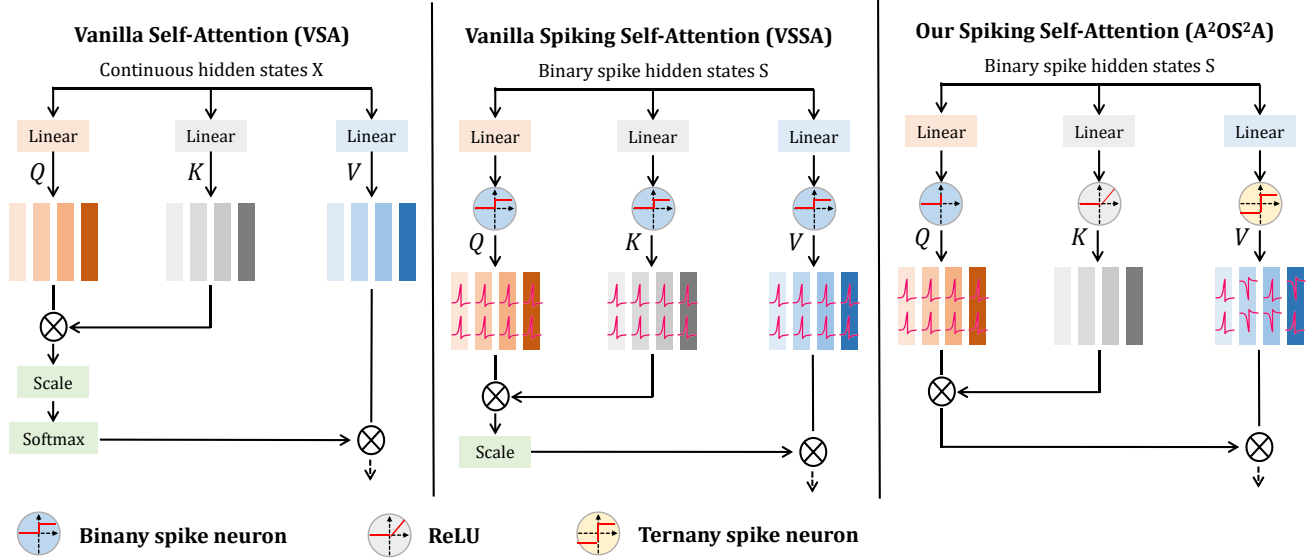 Vanilla Self-Attention (VSA)
Continuous hidden states X
Linear
Linear
Linear
Q
K
V
Scale
Softmax
Vanilla Spiking Self-Attention (VSSA)
Binary spike hidden states S
Linear
Linear
Linear
Q
K
V
Scale
Our Spiking Self-Attention (A²OS²A)
Binary spike hidden states S
Linear
Linear
Linear
Q
K
V
Binany spike neuron
ReLU
Ternany spike neuron